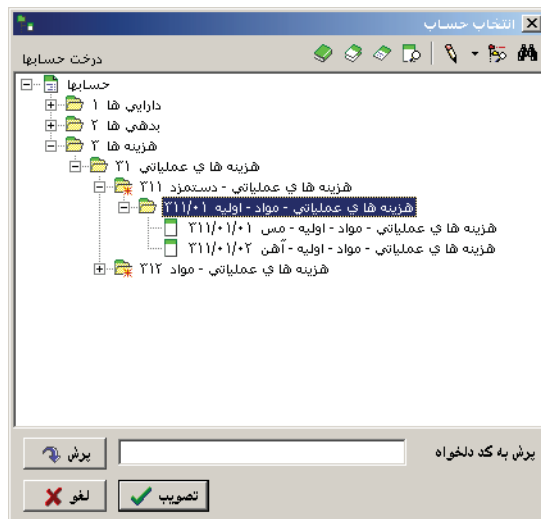 انتخاب حساب
درخت حسابها
حسابها
دارايي ها ۱
بدهي ها ۲
هزينه ها ۳
هزينه ها ي عملياتي ۳۱
هزينه ها ي عملياتي - دستمزد ۳۱۱
هزينه ها ي عملياتي - مواد - اوليه ۳۱۱/۰۱
هزينه ها ي عملياتي - مواد - اوليه - مس ۳۱۱/۰۱/۰۱
هزينه ها ي عملياتي - مواد - اوليه - آهن ۳۱۱/۰۱/۰۲
هزينه ها ي عملياتي - مواد ۳۱۲
پرش به کد دلخواه
پرش
تصويب
لغو